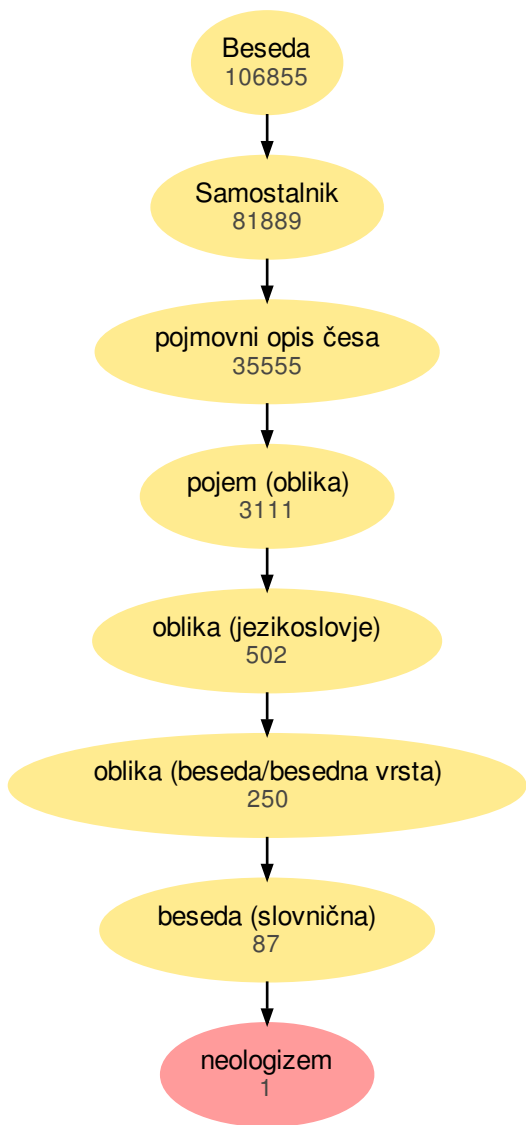 Beseda
106855
Samostalnik
81889
pojmovni opis česa
35555
pojem (oblika)
3111
oblika (jezikoslovje)
502
oblika (beseda/besedna vrsta)
250
beseda (slovnična)
87
neologizem
1